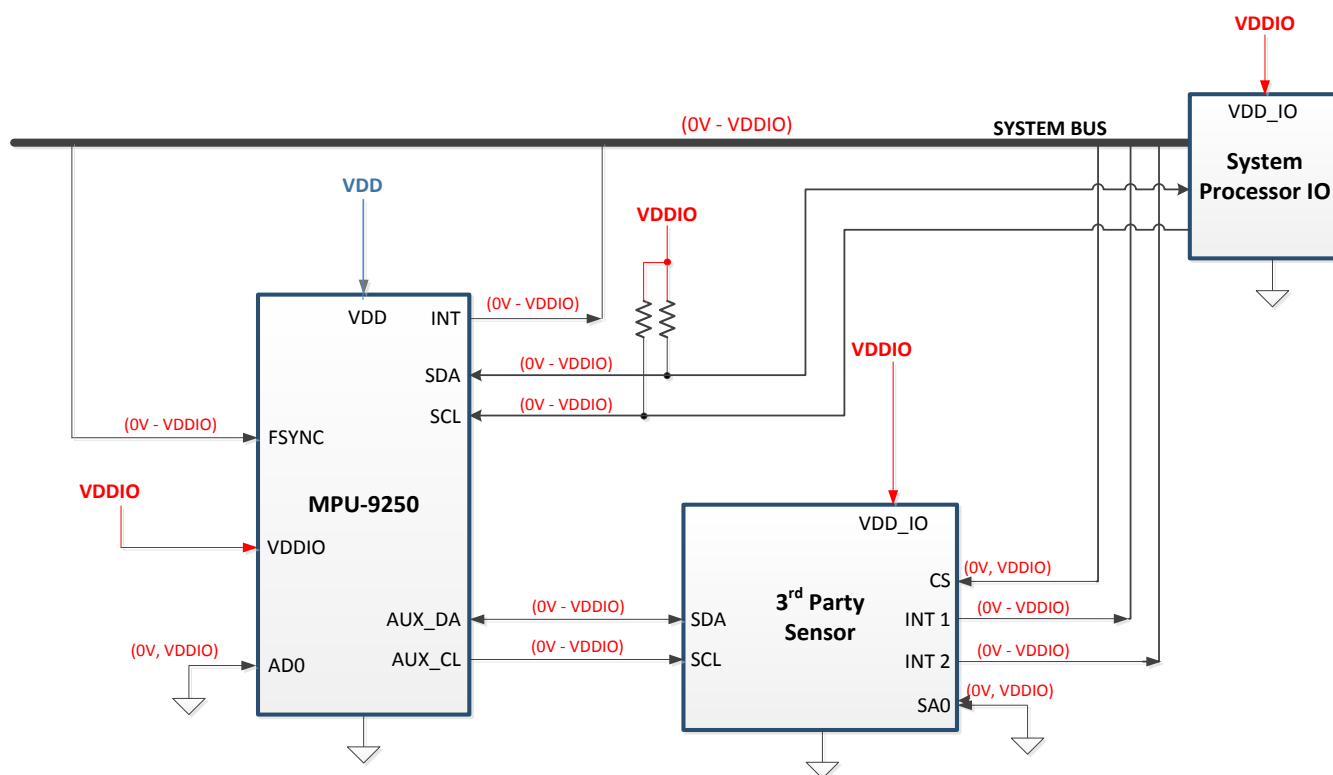 VDDIO
VDD_IO
System
Processor IO
(0V - VDDIO)
SYSTEM BUS
VDD
VDDIO
VDD
INT
(0V - VDDIO)
SDA
(0V - VDDIO)
SCL
(0V - VDDIO)
VDDIO
(0V - VDDIO)
FSYNC
MPU-9250
VDDIO
VDDIO
VDD_IO
CS
(0V, VDDIO)
3rd Party
Sensor
AUX_DA
(0V - VDDIO)
SDA
INT 1
(0V - VDDIO)
(0V, VDDIO)
AD0
AUX_CL
(0V - VDDIO)
SCL
INT 2
(0V - VDDIO)
(0V, VDDIO)
SA0